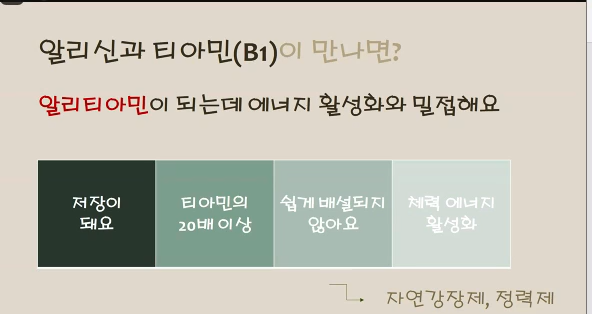 알리신과 티아민(B1)이 만나면?
알리티아민이 되는데 에너지 활성화와 밀접해요
저장이
돼요
티아민의
20배 이상
쉽게 배설되지
않아요
체력 에너지
활성화
자연강장제, 정력제